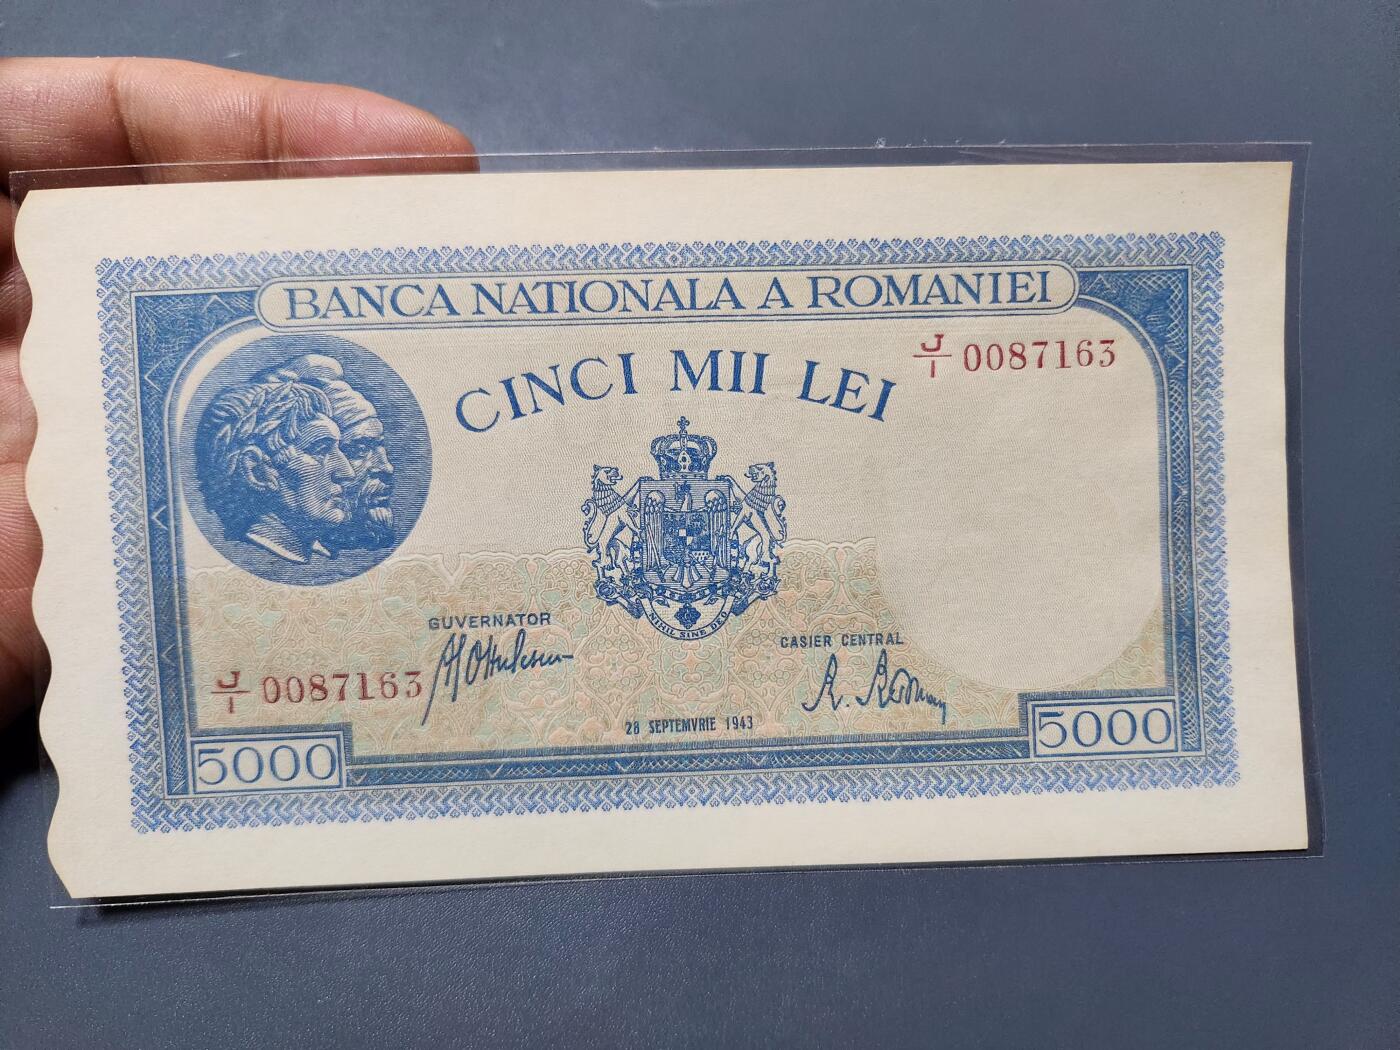 BANCA NATIONALA A ROMANIEI
CINCI MII LEI
J/1 0087163
NIHIL SINE DEO
GUVERNATOR
CASIER CENTRAL
J/1 0087163
28 SEPTEMVRIE 1943
5000
5000